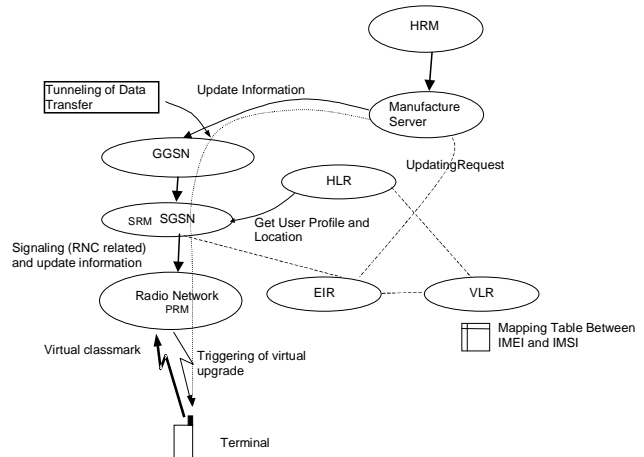 HRM
Tunneling of Data
Transfer
Update Information
Manufacture
Server
GGSN
UpdatingRequest
HLR
SRM SGSN
Get User Profile and
Location
Signaling (RNC related)
and update information
Radio Network
PRM
EIR
VLR
Mapping Table Between
IMEI and IMSI
Virtual classmark
Triggering of virtual
upgrade
Terminal